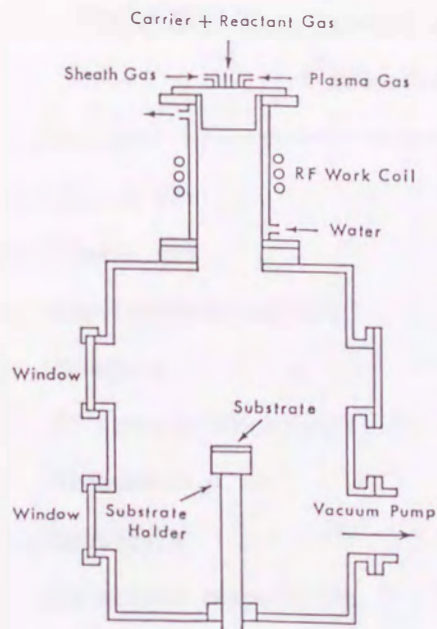 Carrier + Reactant Gas
Sheath Gas
Plasma Gas
RF Work Coil
Water
Window
Substrate
Window
Substrate
Holder
Vacuum Pump